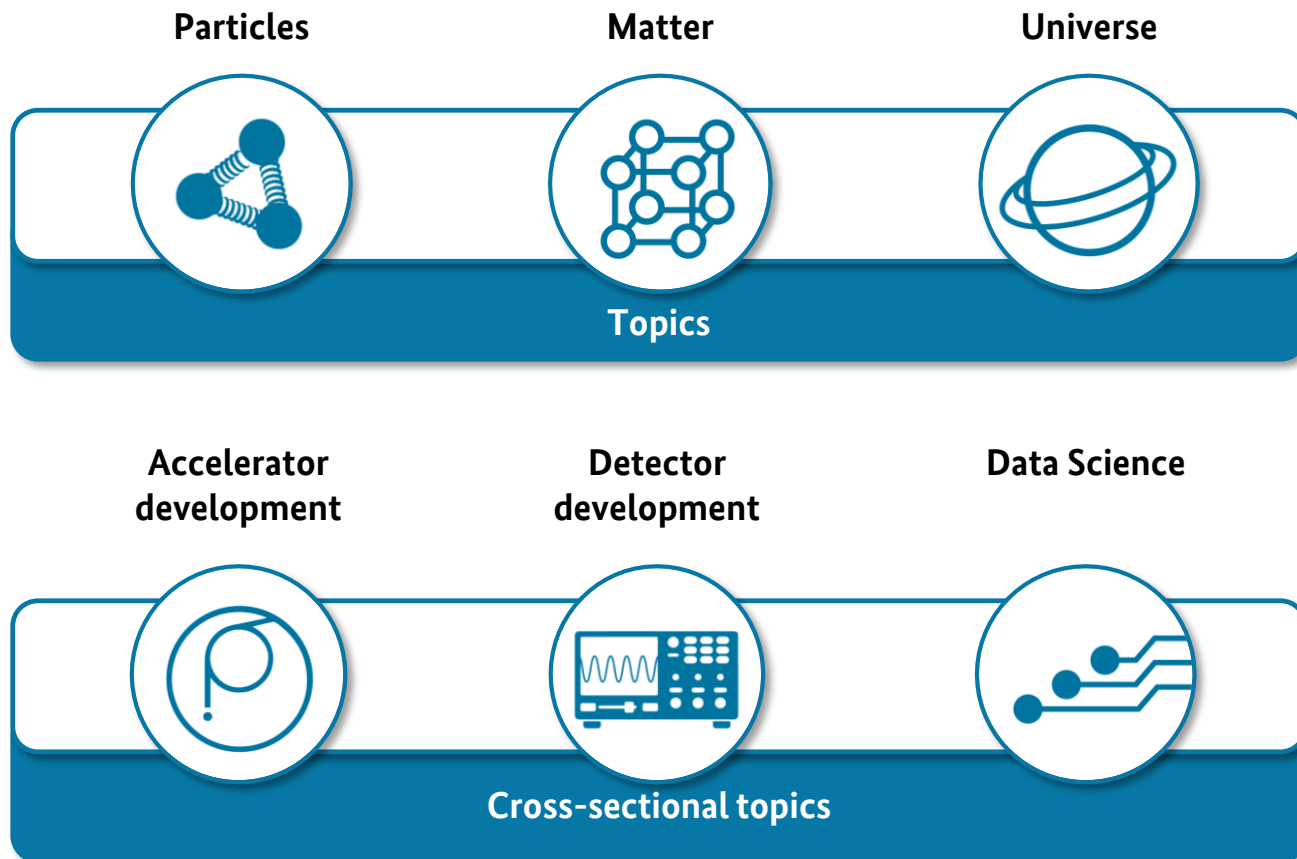 Particles
Matter
Universe
Topics
Accelerator
development
Detector
development
Data Science
Cross-sectional topics